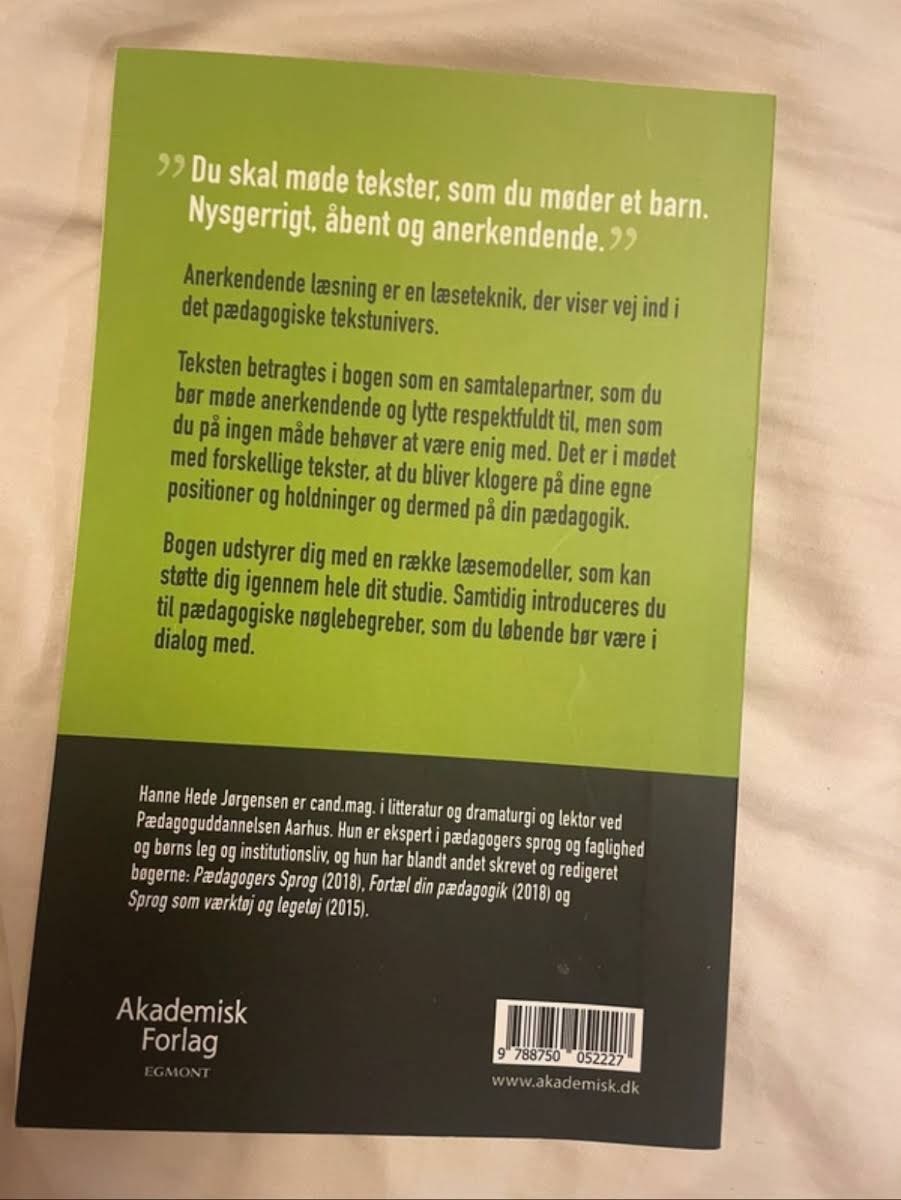 ”Du skal møde tekster, som du møder et barn.
Nysgerrigt, åbent og anerkendende.”
Anerkendende læsning er en læseteknik, der viser vej ind i
det pædagogiske tekstunivers.
Teksten betragtes i bogen som en samtalepartner, som du
bør møde anerkendende og lytte respektfuldt til, men som
du på ingen måde behøver at være enig med. Det er i mødet
med forskellige tekster, at du bliver klogere på dine egne
positioner og holdninger og dermed på din pædagogik.
Bogen udstyrer dig med en række læsemodeller, som kan
støtte dig igennem hele dit studie. Samtidig introduceres du
til pædagogiske nøglebegreber, som du løbende bør være i
dialog med.
Hanne Hede Jørgensen er cand.mag. i litteratur og dramaturgi og lektor ved
Pædagoguddannelsen Aarhus. Hun er ekspert i pædagogers sprog og faglighed
og børns leg og institutionsliv, og hun har blandt andet skrevet og redigeret
bøgerne: Pædagogers Sprog (2018), Fortæl din pædagogik (2018) og
Sprog som værktøj og legetøj (2015).
Akademisk
Forlag
EGMONT
9 788750 052227
www.akademisk.dk